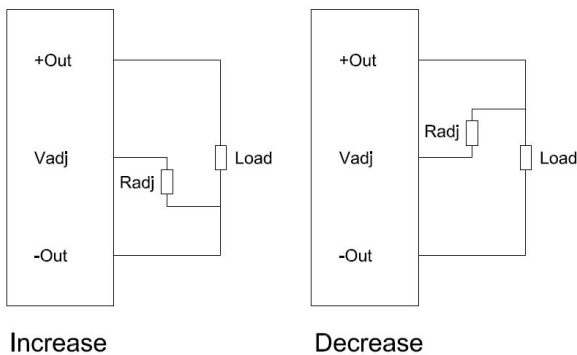 +Out
Vadj
Radj
Load
-Out
Increase
+Out
Radj
Vadj
Load
-Out
Decrease